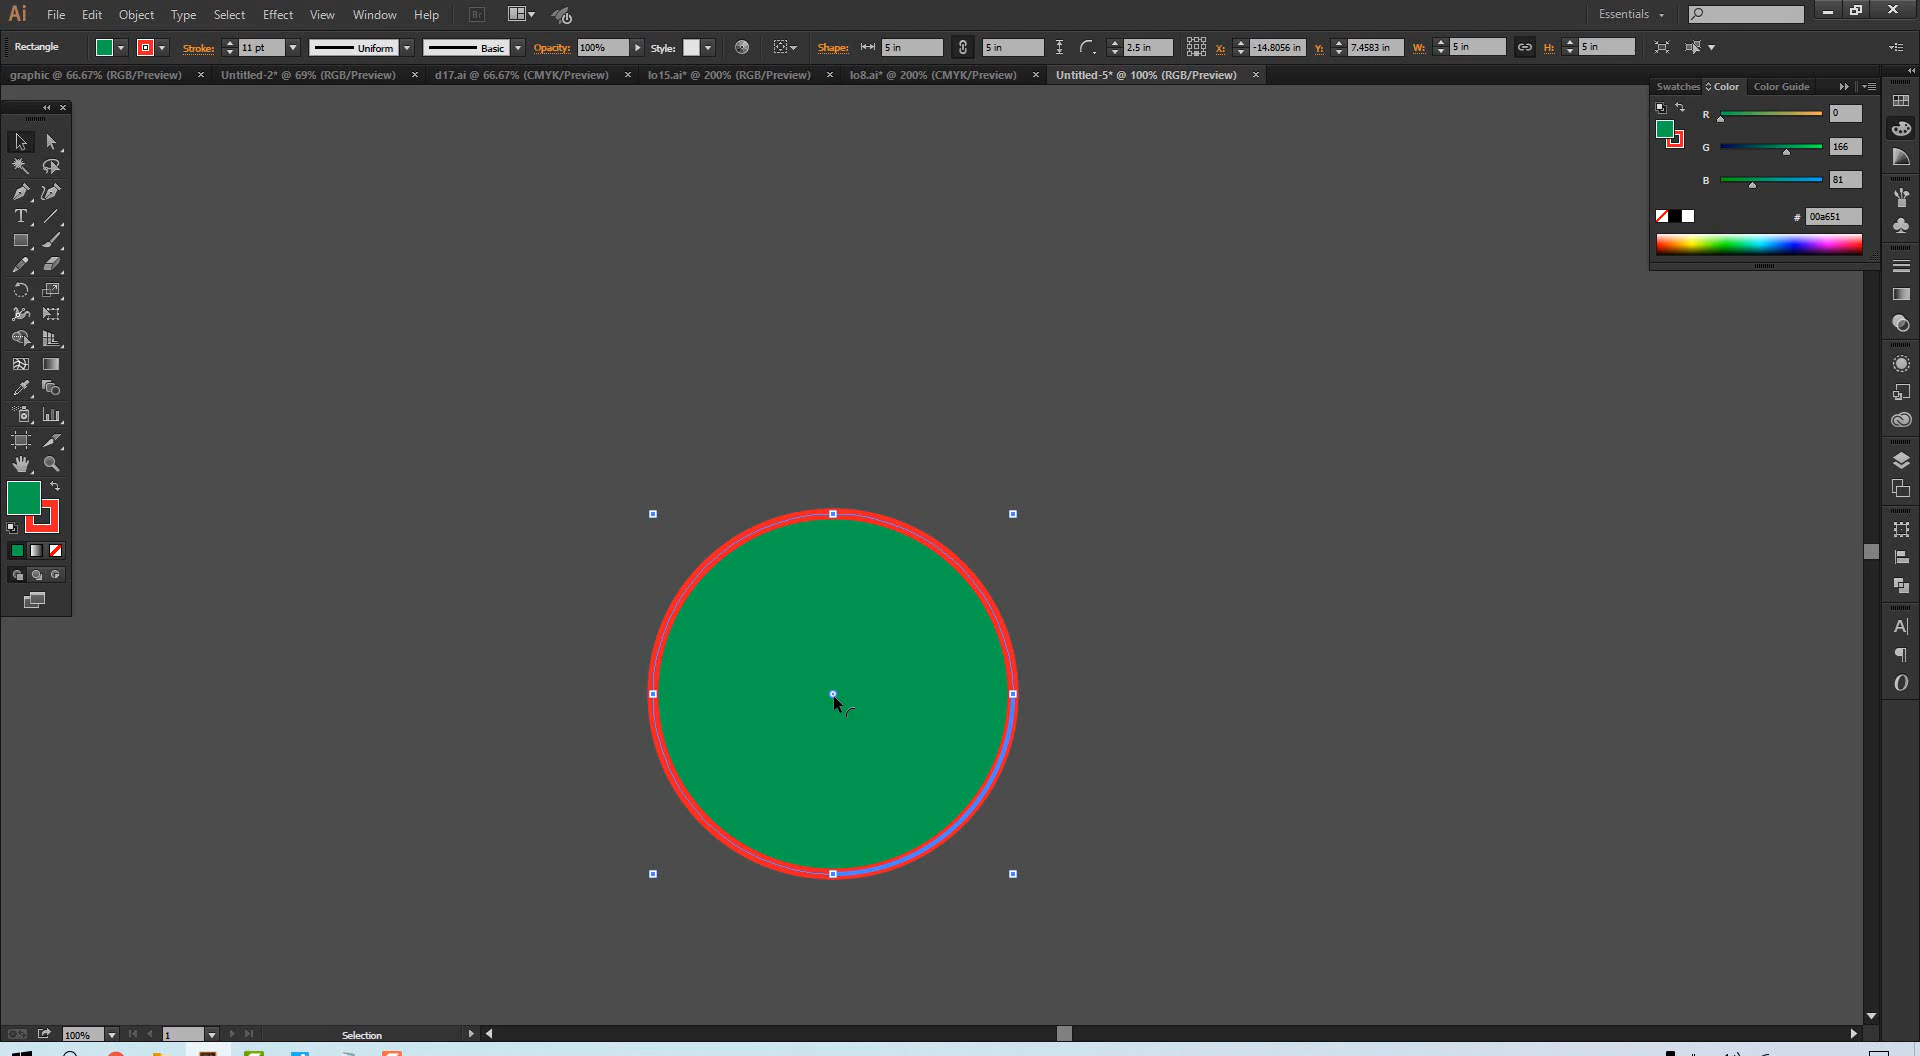 Ai File Edit Object Type Select Effect View Window Help Br Essentials
Rectangle Stroke: 11 pt Uniform Basic Opacity: 100% Style: Shape: 5 in 5 in 2.5 in X: -14.8056 in Y: 7.4583 in W: 5 in H: 5 in
graphic @ 66.67% (RGB/Preview) × Untitled-2* @ 69% (RGB/Preview) × d17.ai @ 66.67% (CMYK/Preview) × lo15.ai* @ 200% (RGB/Preview) × lo8.ai* @ 200% (CMYK/Preview) × Untitled-5* @ 100% (RGB/Preview) ×
Swatches Color Color Guide
R 0
G 166
B 81
# 00a651
100% 1 Selection